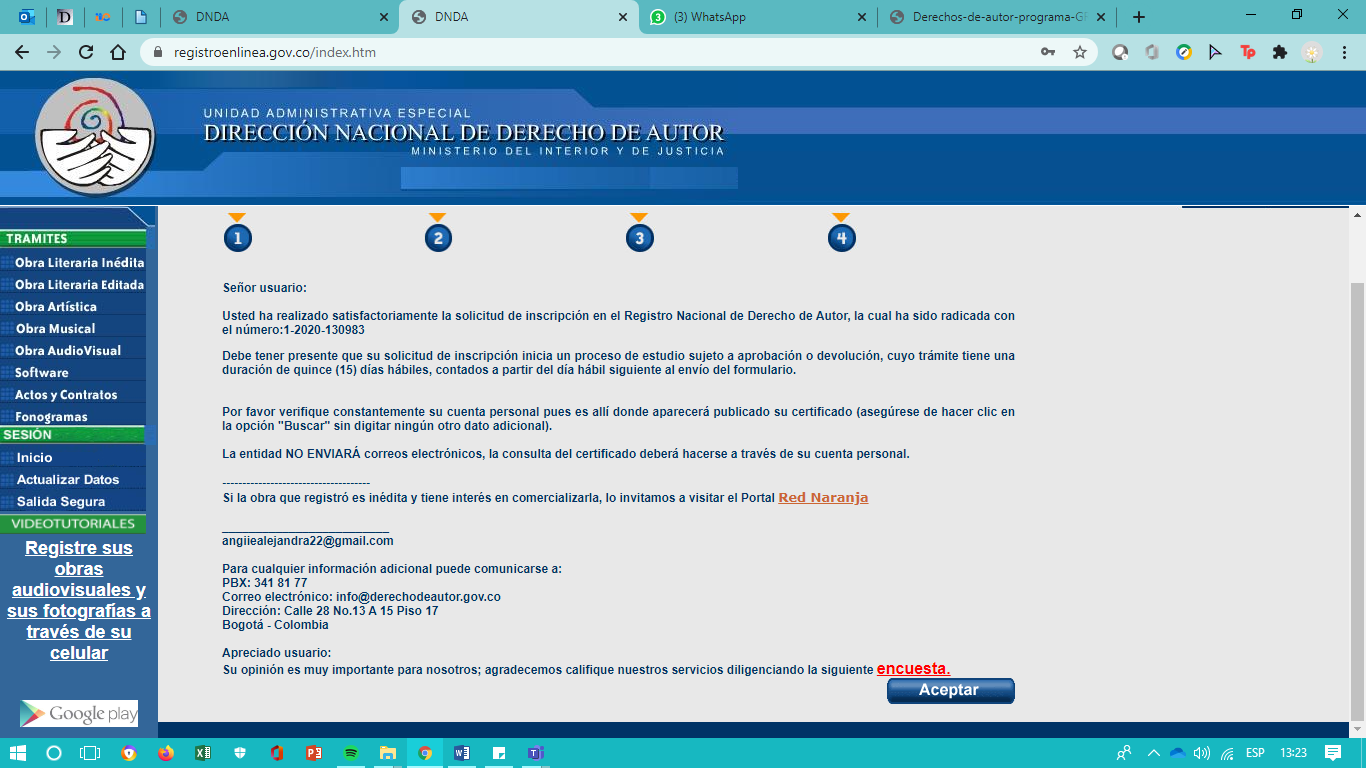 DNDA
DNDA
(3) WhatsApp
Derechos-de-autor-programa-GF
registroenlinea.gov.co/index.htm
UNIDAD ADMINISTRATIVA ESPECIAL
DIRECCIÓN NACIONAL DE DERECHO DE AUTOR
MINISTERIO DEL INTERIOR Y DE JUSTICIA
TRAMITES
Obra Literaria Inédita
Obra Literaria Editada
Obra Artística
Obra Musical
Obra AudioVisual
Software
Actos y Contratos
Fonogramas
SESIÓN
Inicio
Actualizar Datos
Salida Segura
VIDEOTUTORIALES
Registre sus
obras
audiovisuales y
sus fotografías a
través de su
celular
Google play
1 2 3 4
Señor usuario:
Usted ha realizado satisfactoriamente la solicitud de inscripción en el Registro Nacional de Derecho de Autor, la cual ha sido radicada con
el número:1-2020-130983
Debe tener presente que su solicitud de inscripción inicia un proceso de estudio sujeto a aprobación o devolución, cuyo trámite tiene una
duración de quince (15) días hábiles, contados a partir del día hábil siguiente al envío del formulario.
Por favor verifique constantemente su cuenta personal pues es allí donde aparecerá publicado su certificado (asegúrese de hacer clic en
la opción "Buscar" sin digitar ningún otro dato adicional).
La entidad NO ENVIARÁ correos electrónicos, la consulta del certificado deberá hacerse a través de su cuenta personal.
-------------------------------------
Si la obra que registró es inédita y tiene interés en comercializarla, lo invitamos a visitar el Portal Red Naranja
_________________________
angiiealejandra22@gmail.com
Para cualquier información adicional puede comunicarse a:
PBX: 341 81 77
Correo electrónico: info@derechodeautor.gov.co
Dirección: Calle 28 No.13 A 15 Piso 17
Bogotá - Colombia
Apreciado usuario:
Su opinión es muy importante para nosotros; agradecemos califique nuestros servicios diligenciando la siguiente encuesta.
Aceptar
ESP 13:23